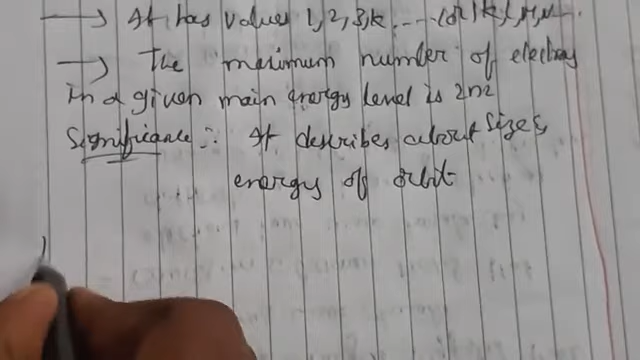 → It has values 1, 2, 3, k..... (or) k, l, m, n..
→ The maximum number of electrons
in a given main energy level is 2n2
Significance :. It describes about size &
energy of orbit